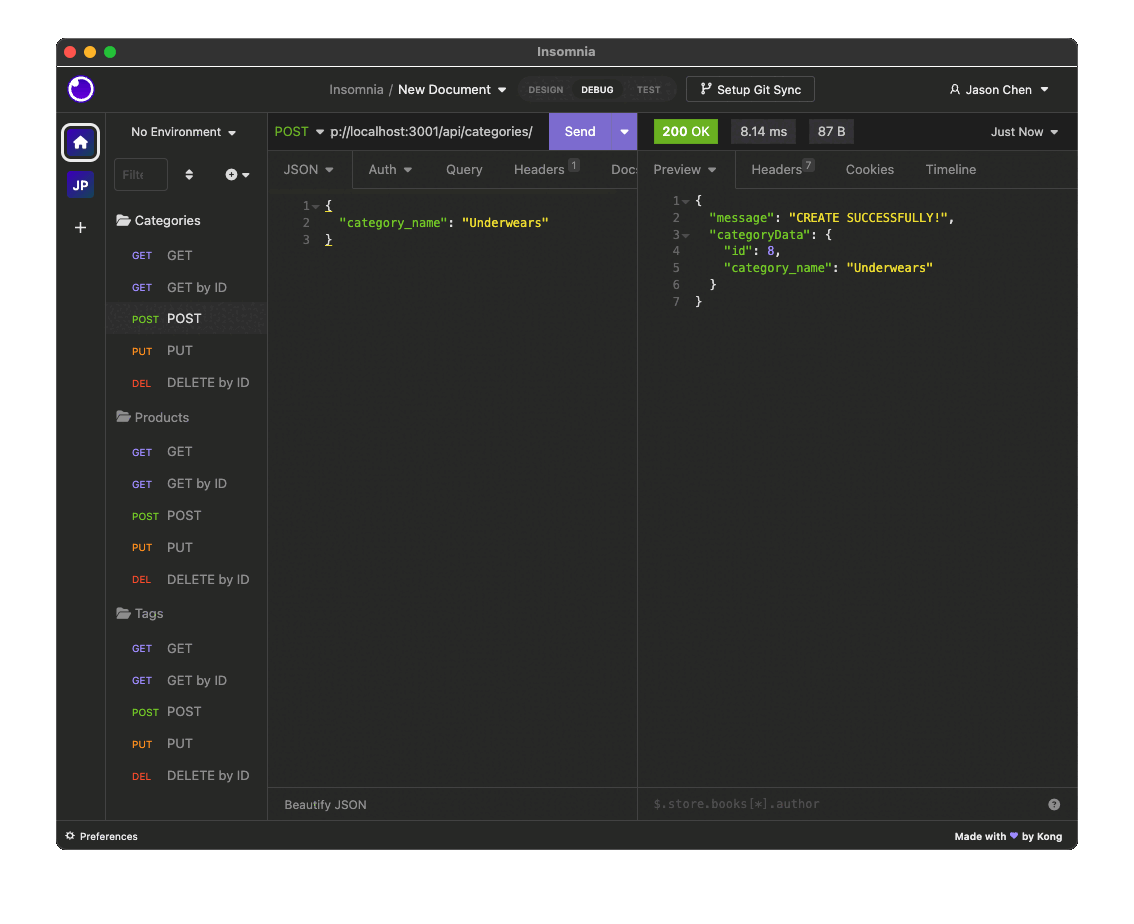 Insomnia
Insomnia / New Document
DESIGN DEBUG TEST
Setup Git Sync
Jason Chen
No Environment
POST p://localhost:3001/api/categories/ Send
200 OK 8.14 ms 87 B Just Now
JP
Filte
JSON Auth Query Headers 1 Docs
Preview Headers 7 Cookies Timeline
Categories
GET GET
GET GET by ID
POST POST
PUT PUT
DEL DELETE by ID
Products
GET GET
GET GET by ID
POST POST
PUT PUT
DEL DELETE by ID
Tags
GET GET
GET GET by ID
POST POST
PUT PUT
DEL DELETE by ID
1 {
2 "category_name": "Underwears"
3 }
1 {
2 "message": "CREATE SUCCESSFULLY!",
3 "categoryData": {
4 "id": 8,
5 "category_name": "Underwears"
6 }
7 }
Beautify JSON
$.store.books[*].author
?
Preferences
Made with 💜 by Kong